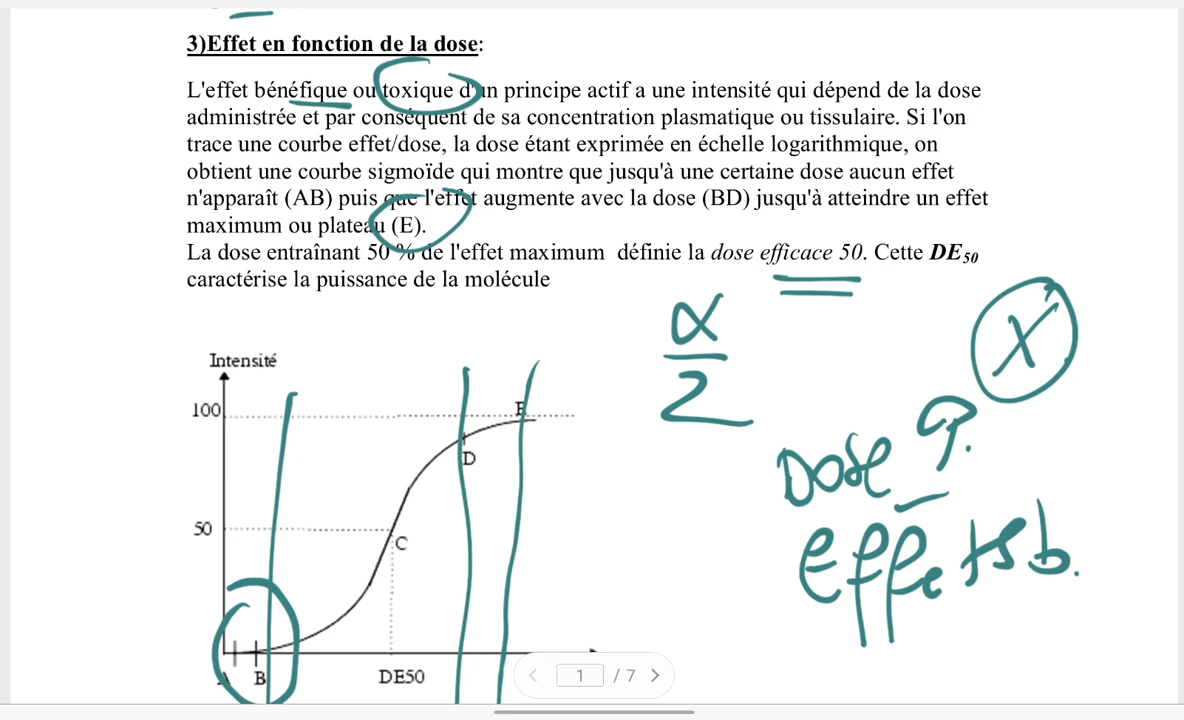 3)Effet en fonction de la dose:
L'effet bénéfique ou toxique d'un principe actif a une intensité qui dépend de la dose
administrée et par conséquent de sa concentration plasmatique ou tissulaire. Si l'on
trace une courbe effet/dose, la dose étant exprimée en échelle logarithmique, on
obtient une courbe sigmoïde qui montre que jusqu'à une certaine dose aucun effet
n'apparaît (AB) puis que l'effet augmente avec la dose (BD) jusqu'à atteindre un effet
maximum ou plateau (E).
La dose entraînant 50 % de l'effet maximum définie la dose efficace 50. Cette DE50
caractérise la puissance de la molécule
α
2
X
Intensité
100
E
Dose
D
50
C
effets b.
A
B
DE50
1 / 7